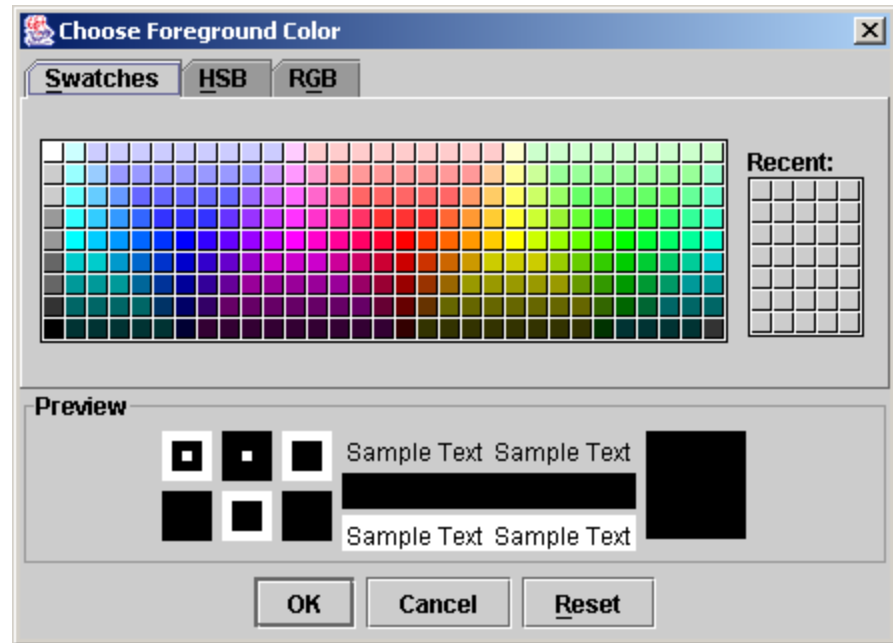 Choose Foreground Color
Swatches HSB RGB
Recent:
Preview
Sample Text Sample Text
Sample Text Sample Text
OK Cancel Reset